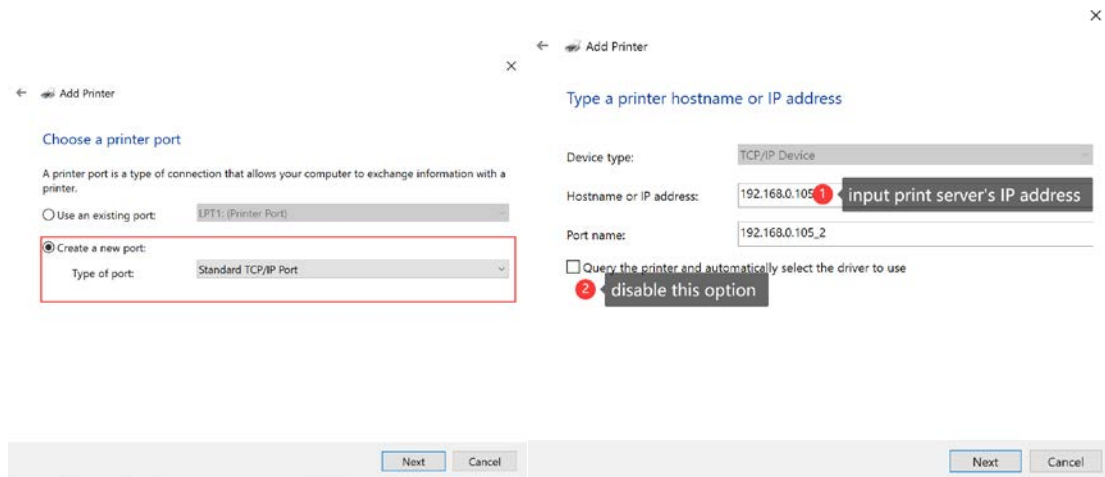 Add Printer
Choose a printer port
A printer port is a type of connection that allows your computer to exchange information with a
printer.
Use an existing port:
LPT1: (Printer Port)
Create a new port:
Type of port:
Standard TCP/IP Port
Next
Cancel
Add Printer
Type a printer hostname or IP address
Device type:
TCP/IP Device
Hostname or IP address:
192.168.0.105
1
input print server's IP address
Port name:
192.168.0.105_2
Query the printer and automatically select the driver to use
2
disable this option
Next
Cancel